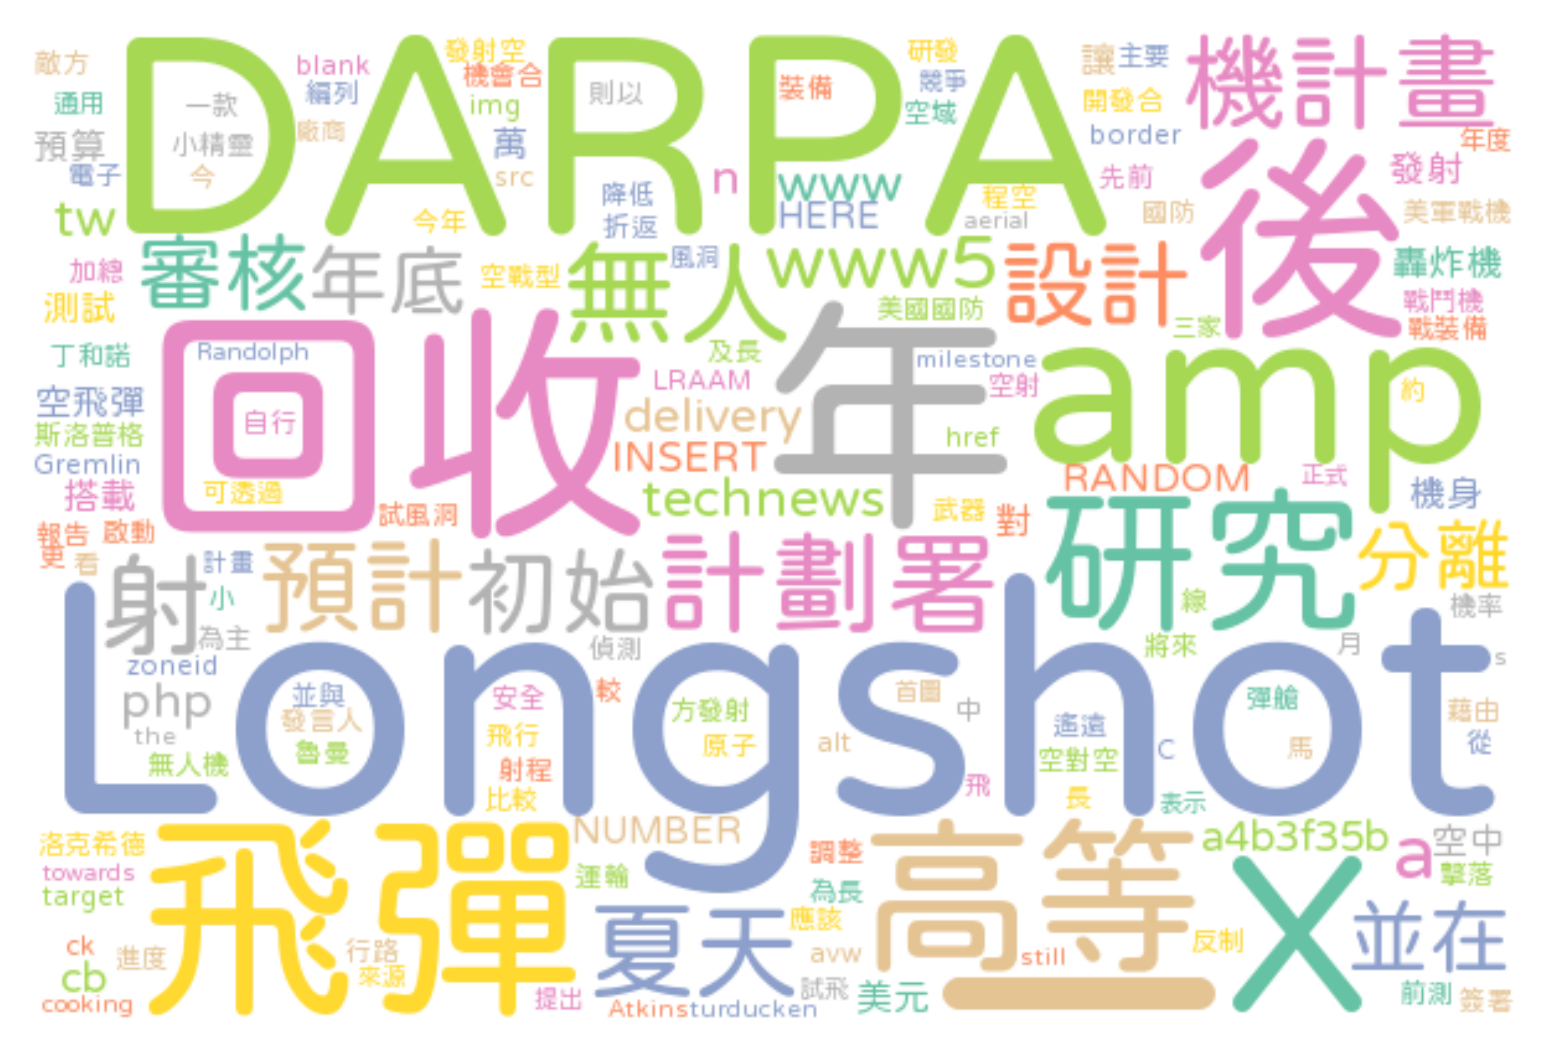 DARPA
機計畫
敵方
blank
發射空
機會合
研發
讓
主要
通用
編列
img
則以
裝備
競爭
開發合
一款
廠商
萬
空域
border
年度
預算
小精靈
電子
今
src
降低
n
www
先前
發射
後
tw
今年
折返
HERE
程空
aerial
國防
美軍戰機
審核
年底
加總
空戰型
無人
風洞
www5
設計
轟炸機
測試
美國國防
戰鬥機
三家
戰裝備
丁和諾
Randolph
回收
及長
年
milestone
amp
LRAAM
空射
約
空飛彈
自行
delivery
斯洛普格
href
Gremlin
INSERT
RANDOM
正式
搭載
可透過
technews
機身
試風洞
武器
對
報告
啟動
更
看
射
計畫
預計
初始
計劃署
研究
分離
小
線
機率
為主
偵測
將來
月
Longshot
zoneid
s
php
並與
安全
較
首圖
彈艙
發言人
方發射
中
藉由
the
魯曼
飛行
原子
alt
遙遠
馬
從
無人機
射程
空對空
C
比較
飛
長
表示
洛克希德
飛彈
NUMBER
調整
高等
a4b3f35b
a
空中
towards
運輸
為長
擊落
target
夏天
應該
X
並在
ck
進度
行路
avw
still
反制
cb
來源
試飛
美元
_
cooking
提出
Atkinsturducken
前測
簽署